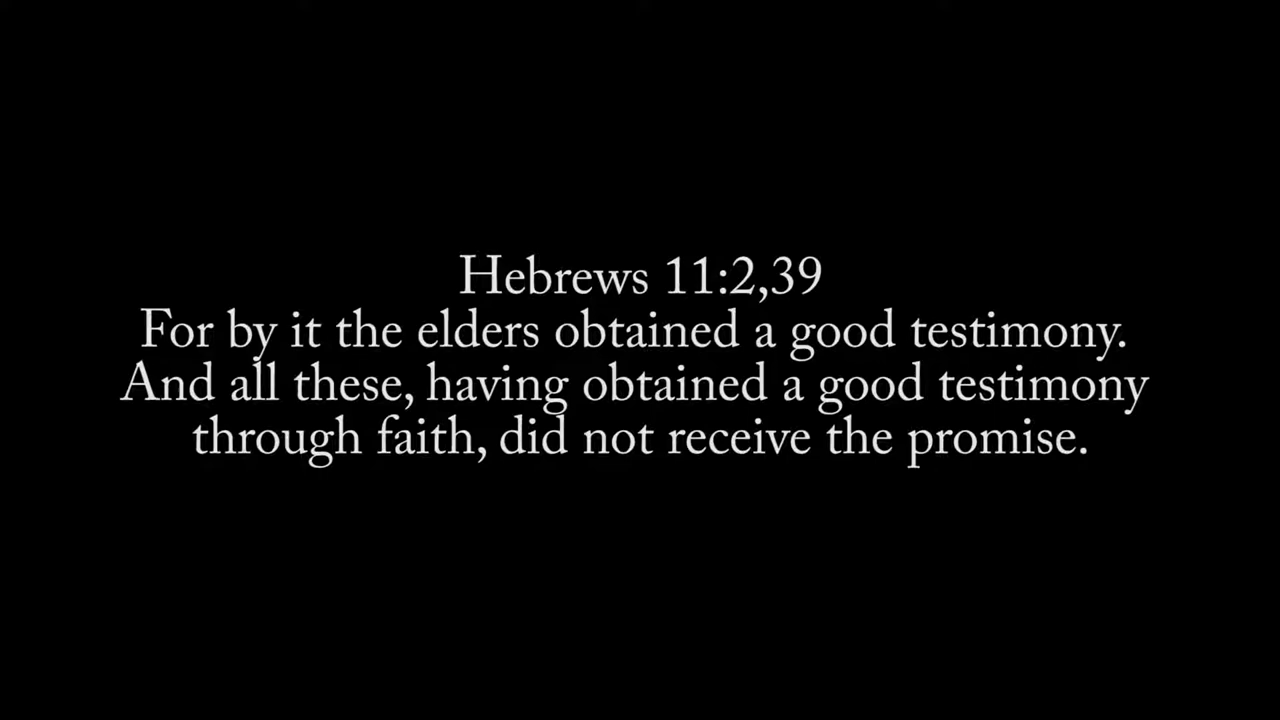 Hebrews 11:2,39
For by it the elders obtained a good testimony.
And all these, having obtained a good testimony
through faith, did not receive the promise.